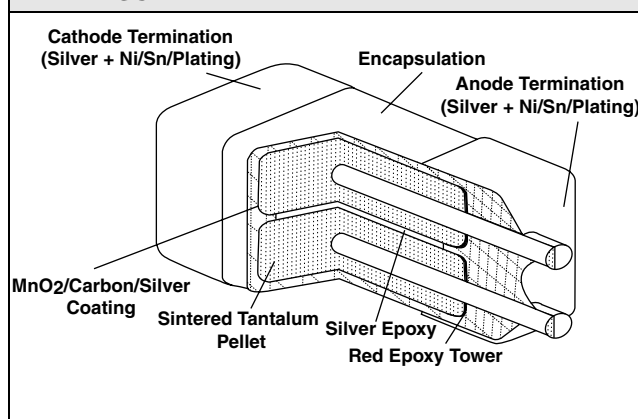 Cathode Termination
(Silver + Ni/Sn/Plating)
Encapsulation
Anode Termination
(Silver + Ni/Sn/Plating)
MnO2/Carbon/Silver
Coating
Sintered Tantalum
Pellet
Silver Epoxy
Red Epoxy Tower